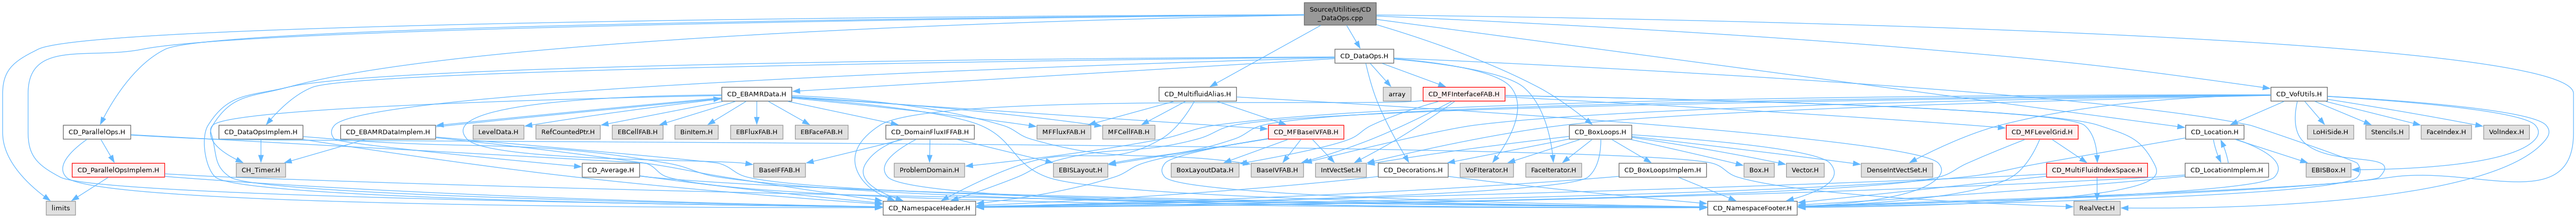 Source/Utilities/CD
_DataOps.cpp
CD_DataOps.H
CD_EBAMRData.H
CD_MultifluidAlias.H
array
CD_MFInterfaceFAB.H
CD_VofUtils.H
CD_ParallelOps.H
CD_DataOpsImplem.H
CD_EBAMRDataImplem.H
LevelData.H
RefCountedPtr.H
EBCellFAB.H
BinItem.H
EBFluxFAB.H
EBFaceFAB.H
CD_DomainFluxIFFAB.H
MFFluxFAB.H
MFCellFAB.H
CD_MFBaseIVFAB.H
CD_BoxLoops.H
CD_MFLevelGrid.H
CD_Location.H
LoHiSide.H
Stencils.H
FaceIndex.H
VolIndex.H
CD_ParallelOpsImplem.H
CH_Timer.H
CD_Average.H
BaseIFFAB.H
ProblemDomain.H
EBISLayout.H
BoxLayoutData.H
BaseIVFAB.H
IntVectSet.H
CD_Decorations.H
VoFIterator.H
FaceIterator.H
CD_BoxLoopsImplem.H
Box.H
Vector.H
DenseIntVectSet.H
CD_MultiFluidIndexSpace.H
CD_LocationImplem.H
EBISBox.H
limits
CD_NamespaceHeader.H
CD_NamespaceFooter.H
RealVect.H